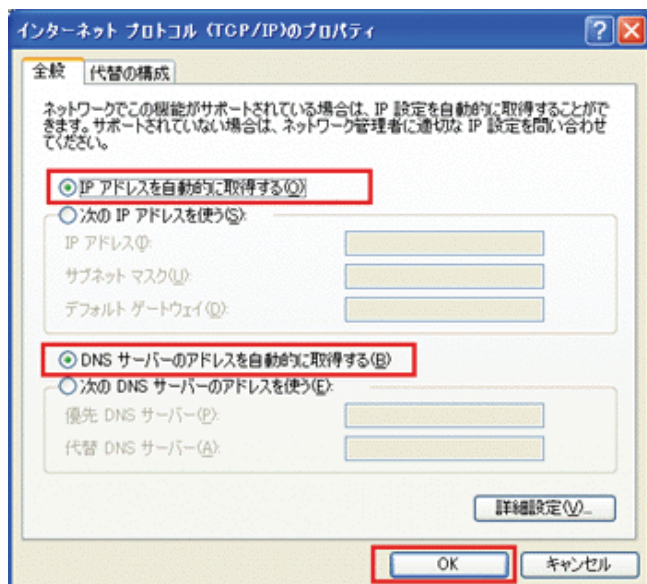 インターネット プロトコル (TCP/IP)のプロパティ
全般
代替の構成
ネットワークでこの機能がサポートされている場合は、IP 設定を自動的に取得することがで
きます。サポートされていない場合は、ネットワーク管理者に適切な IP 設定を問い合わせ
てください。
IP アドレスを自動的に取得する(O)
次の IP アドレスを使う(S):
IP アドレス(I):
サブネット マスク(U):
デフォルト ゲートウェイ(D):
DNS サーバーのアドレスを自動的に取得する(B)
次の DNS サーバーのアドレスを使う(E):
優先 DNS サーバー(P):
代替 DNS サーバー(A):
詳細設定(V)...
OK
キャンセル